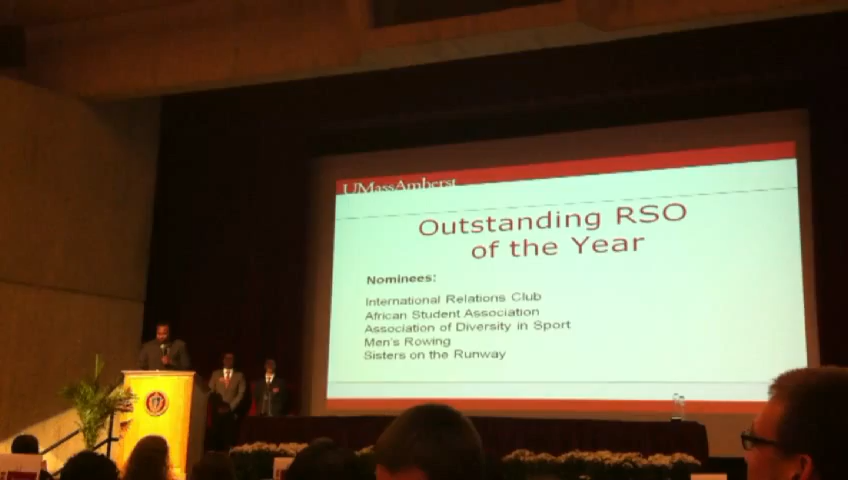 UMassAmherst
Outstanding RSO
of the Year
Nominees:
International Relations Club
African Student Association
Association of Diversity in Sport
Men's Rowing
Sisters on the Runway